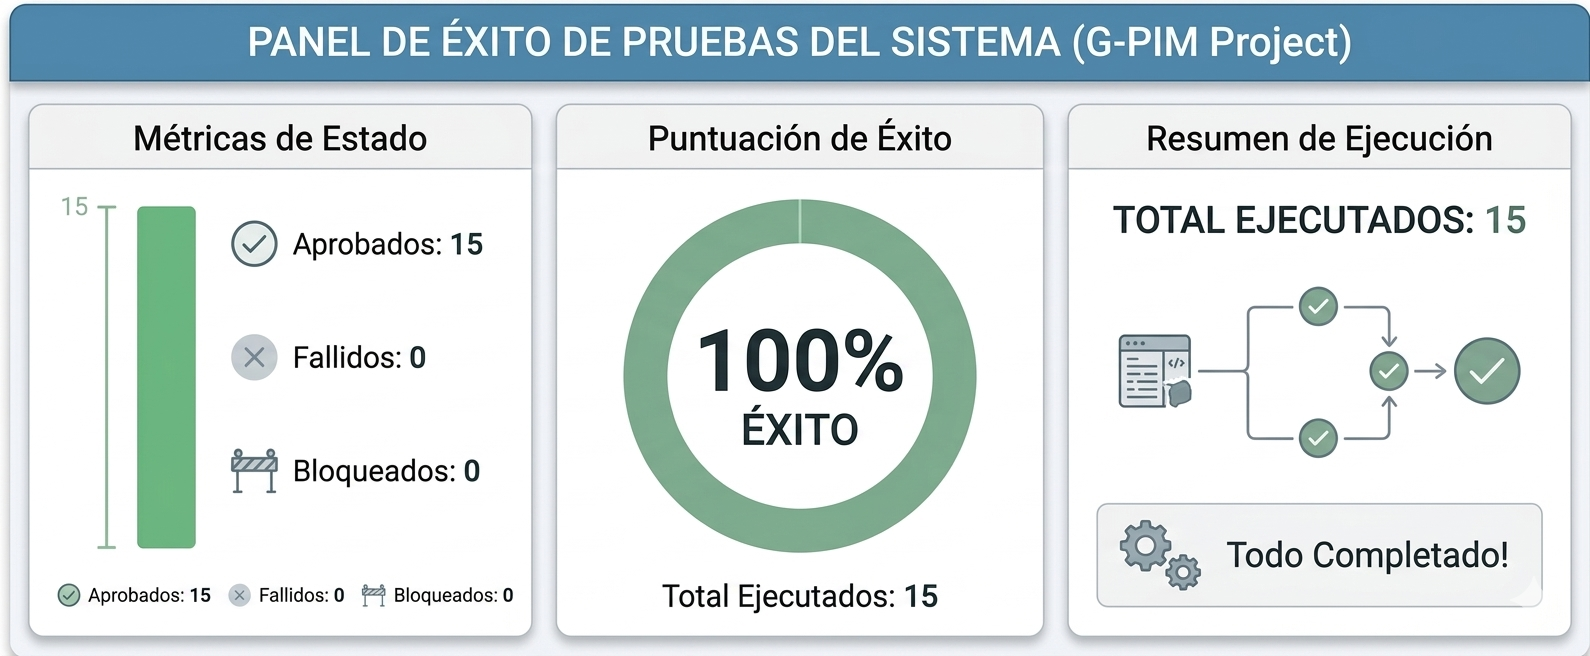 PANEL DE ÉXITO DE PRUEBAS DEL SISTEMA (G-PIM Project)
Métricas de Estado
15
Aprobados: 15
Fallidos: 0
Bloqueados: 0
Aprobados: 15 Fallidos: 0 Bloqueados: 0
Puntuación de Éxito
100%
ÉXITO
Total Ejecutados: 15
Resumen de Ejecución
TOTAL EJECUTADOS: 15
</>
Todo Completado!